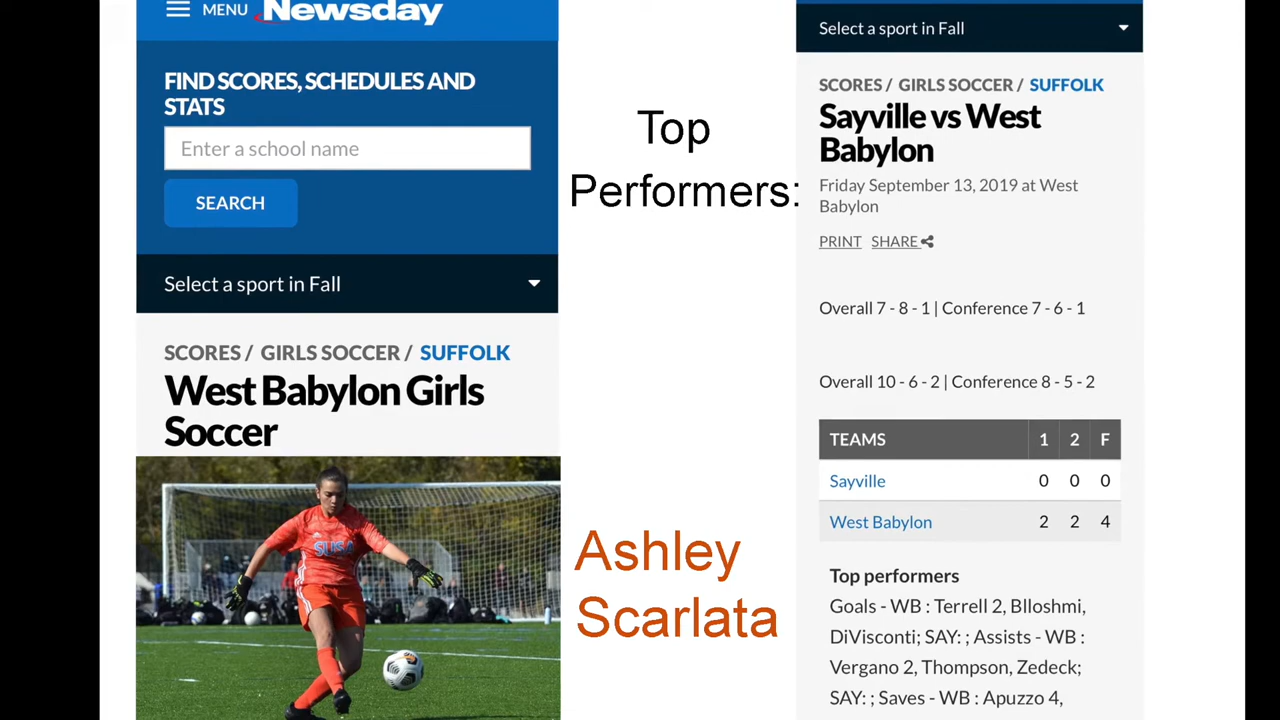 MENU Newsday
FIND SCORES, SCHEDULES AND
STATS
Enter a school name
SEARCH
Select a sport in Fall
SCORES / GIRLS SOCCER / SUFFOLK
West Babylon Girls
Soccer
SUSA
Top
Performers:
Ashley
Scarlata
Select a sport in Fall
SCORES / GIRLS SOCCER / SUFFOLK
Sayville vs West
Babylon
Friday September 13, 2019 at West
Babylon
PRINT SHARE
Overall 7 - 8 - 1 | Conference 7 - 6 - 1
Overall 10 - 6 - 2 | Conference 8 - 5 - 2
TEAMS 1 2 F
Sayville 0 0 0
West Babylon 2 2 4
Top performers
Goals - WB : Terrell 2, Blloshmi,
DiVisconti; SAY: ; Assists - WB :
Vergano 2, Thompson, Zedeck;
SAY: ; Saves - WB : Apuzzo 4,